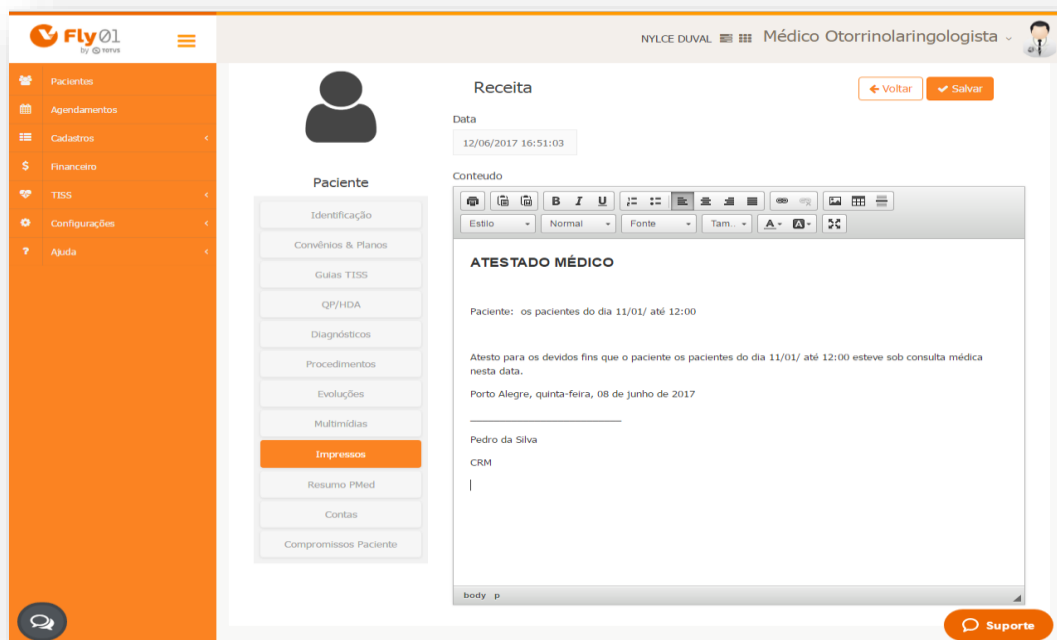 Fly01
by TOTVS
NYLCE DUVAL
Médico Otorrinolaringologista
Pacientes
Agendamentos
Cadastros
Financeiro
TISS
Configurações
Ajuda
Paciente
Identificação
Convênios & Planos
Guias TISS
QP/HDA
Diagnósticos
Procedimentos
Evoluções
Multimídias
Impressos
Resumo PMed
Contas
Compromissos Paciente
Receita
Voltar
Salvar
Data
12/06/2017 16:51:03
Conteudo
B I U
Estilo Normal Fonte Tam.. A A
ATESTADO MÉDICO
Paciente: os pacientes do dia 11/01/ até 12:00
Atesto para os devidos fins que o paciente os pacientes do dia 11/01/ até 12:00 esteve sob consulta médica
nesta data.
Porto Alegre, quinta-feira, 08 de junho de 2017
Pedro da Silva
CRM
body p
Suporte